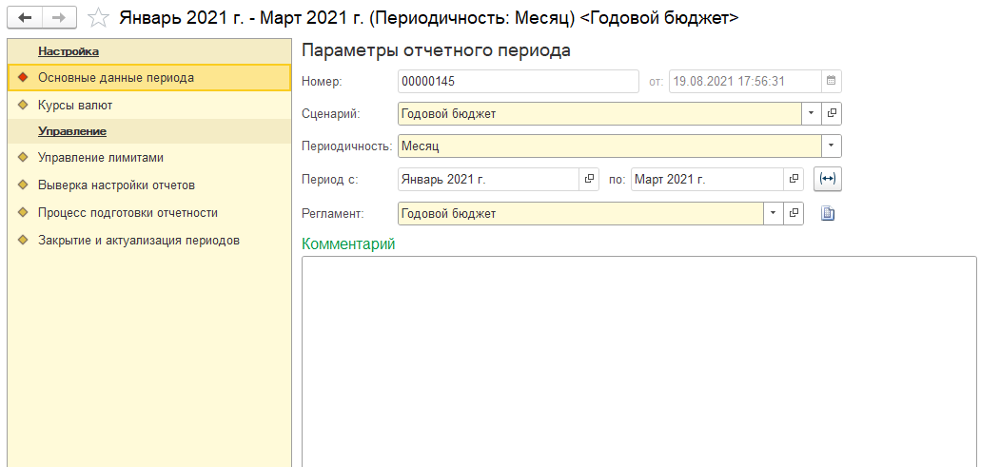 Январь 2021 г. - Март 2021 г. (Периодичность: Месяц) <Годовой бюджет>
Настройка
Основные данные периода
Курсы валют
Управление
Управление лимитами
Выверка настройки отчетов
Процесс подготовки отчетности
Закрытие и актуализация периодов
Параметры отчетного периода
Номер: 00000145 от: 19.08.2021 17:56:31
Сценарий: Годовой бюджет
Периодичность: Месяц
Период с: Январь 2021 г. по: Март 2021 г.
Регламент: Годовой бюджет
Комментарий